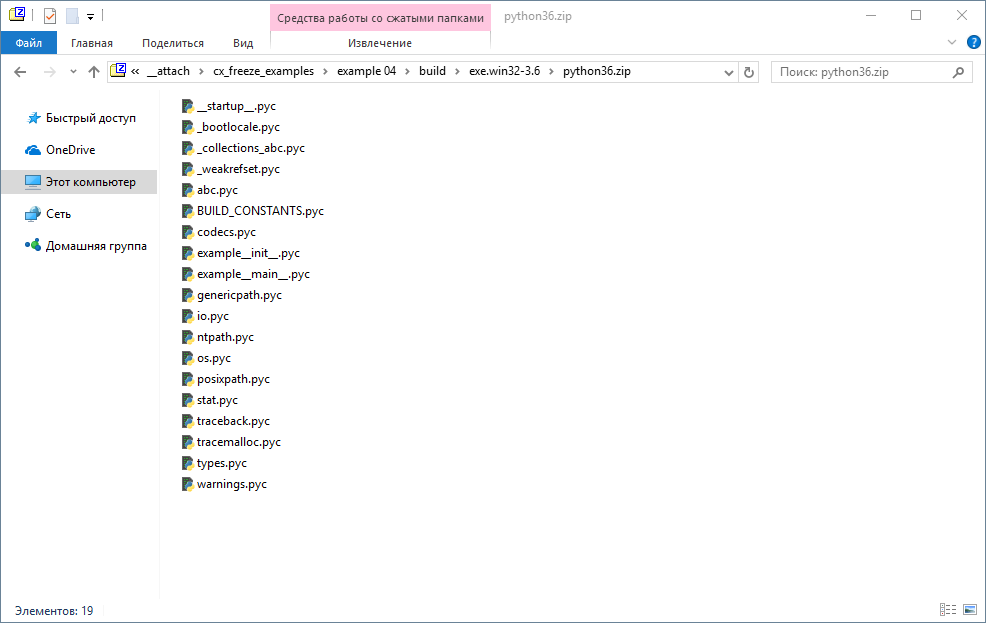 Средства работы со сжатыми папками
python36.zip
Файл
Главная
Поделиться
Вид
Извлечение
?
« __attach > cx_freeze_examples > example 04 > build > exe.win32-3.6 > python36.zip
Поиск: python36.zip
Быстрый доступ
OneDrive
Этот компьютер
Сеть
Домашняя группа
__startup__.pyc
_bootlocale.pyc
_collections_abc.pyc
_weakrefset.pyc
abc.pyc
BUILD_CONSTANTS.pyc
codecs.pyc
example__init__.pyc
example__main__.pyc
genericpath.pyc
io.pyc
ntpath.pyc
os.pyc
posixpath.pyc
stat.pyc
traceback.pyc
tracemalloc.pyc
types.pyc
warnings.pyc
Элементов: 19